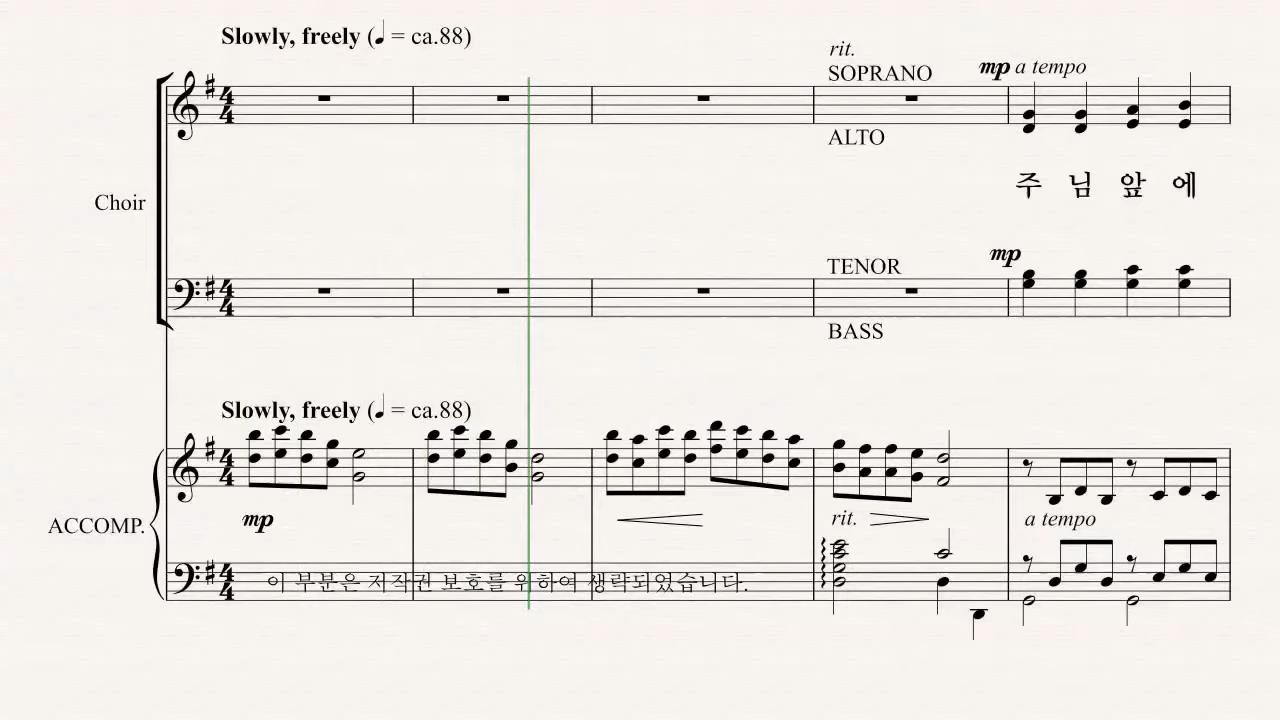 Slowly, freely (♩ = ca.88)
rit.
SOPRANO
mp a tempo
ALTO
주 님 앞 에
Choir
mp
TENOR
BASS
Slowly, freely (♩ = ca.88)
mp
rit.
a tempo
ACCOMP.
이 부분은 저작권 보호를 위하여 생략되었습니다.